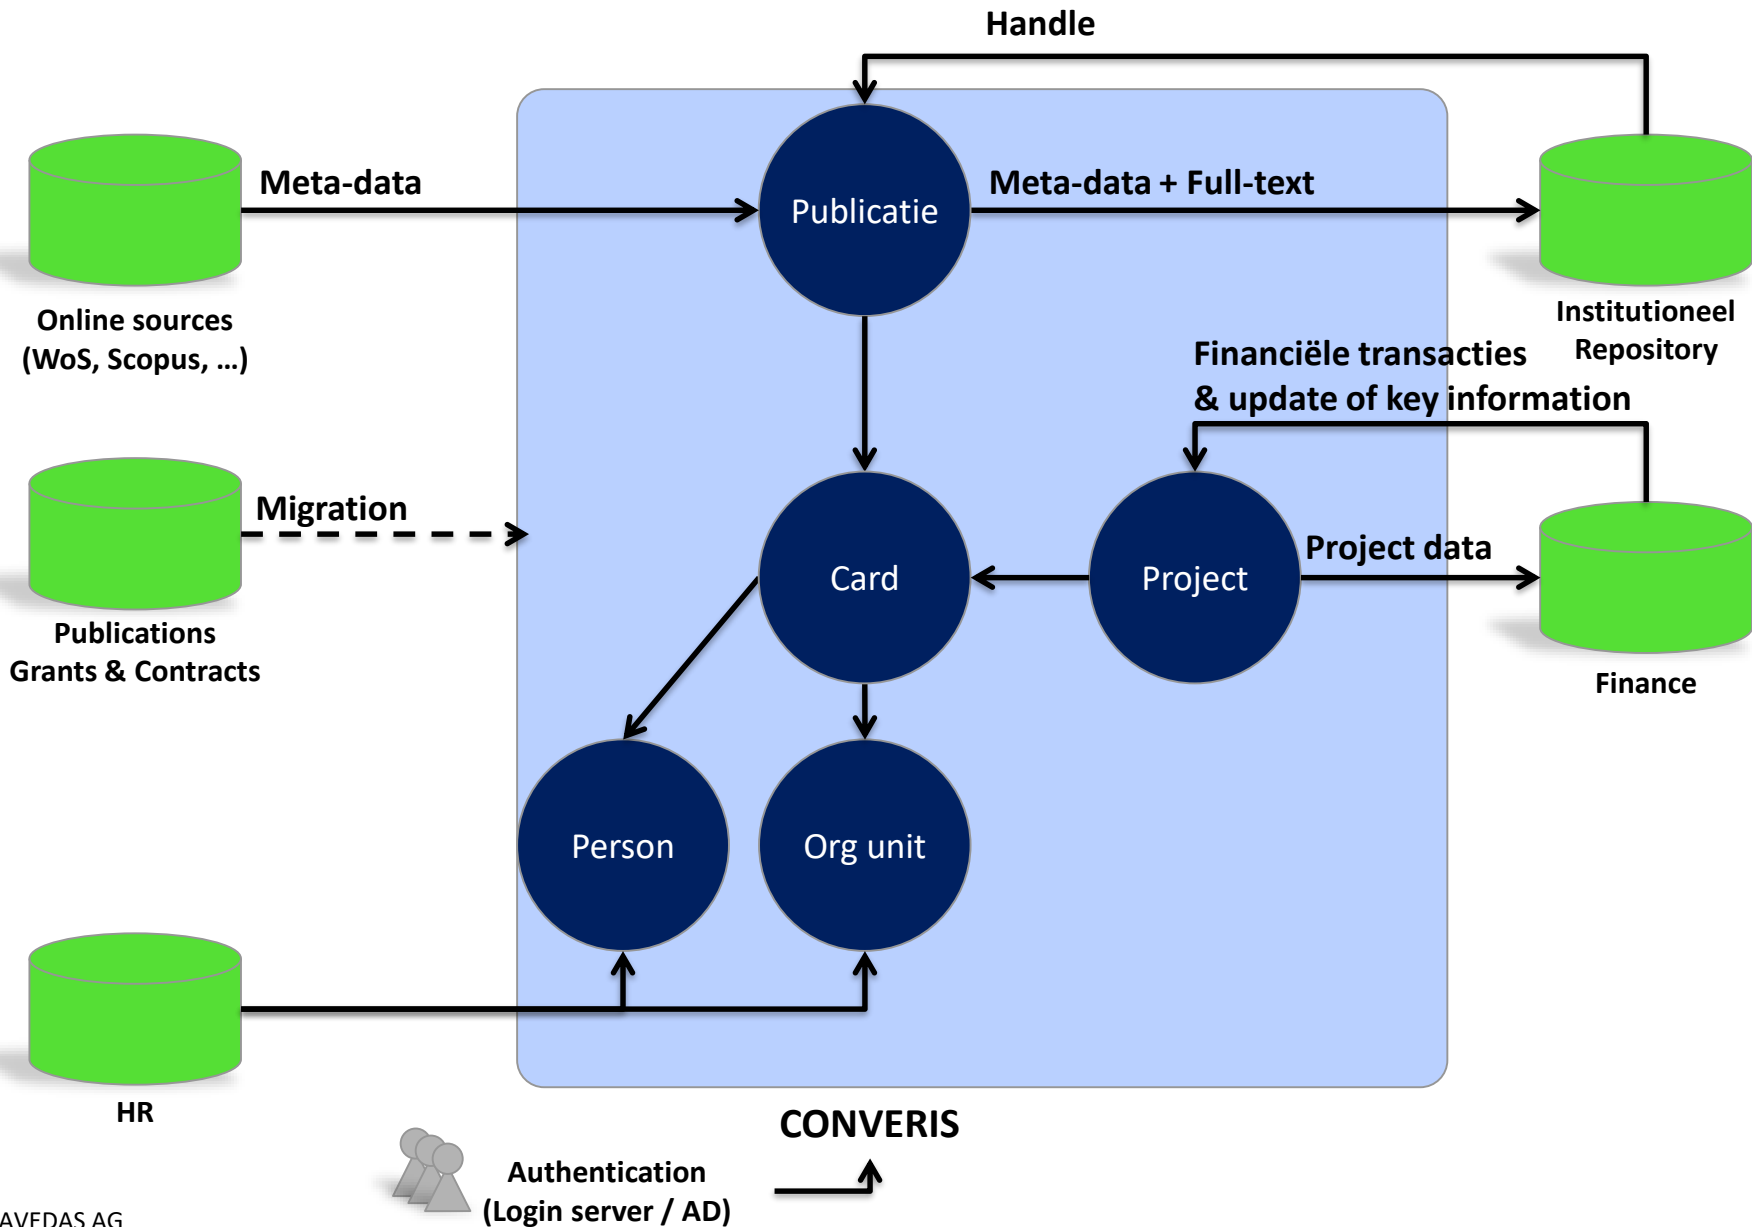 Handle
Meta-data
Publicatie
Meta-data + Full-text
Online sources
(WoS, Scopus, ...)
Institutioneel
Repository
Financiële transacties
& update of key information
Migration
Card
Project
Project data
Publications
Grants & Contracts
Finance
Person
Org unit
HR
CONVERIS
Authentication
(Login server / AD)
AVEDAS AG